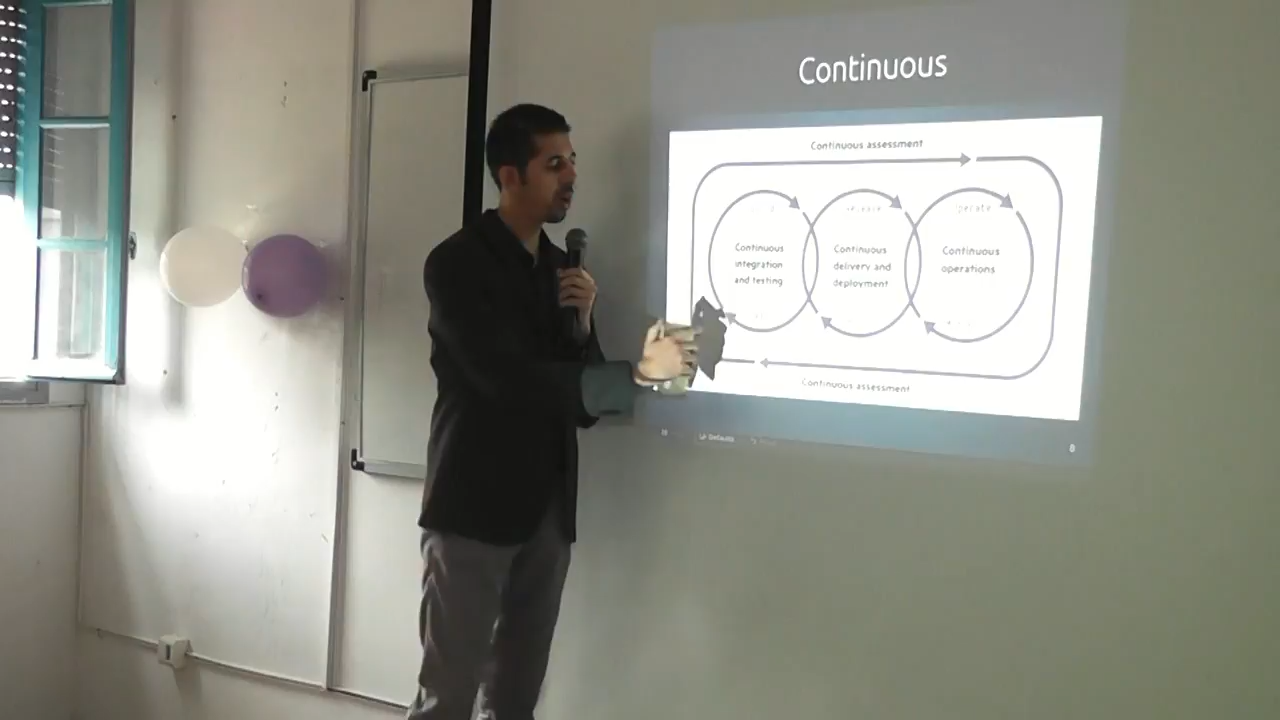 Continuous
Continuous assessment
Continuous
integration
and testing
Continuous
delivery and
deployment
Continuous
operations
Continuous assessment